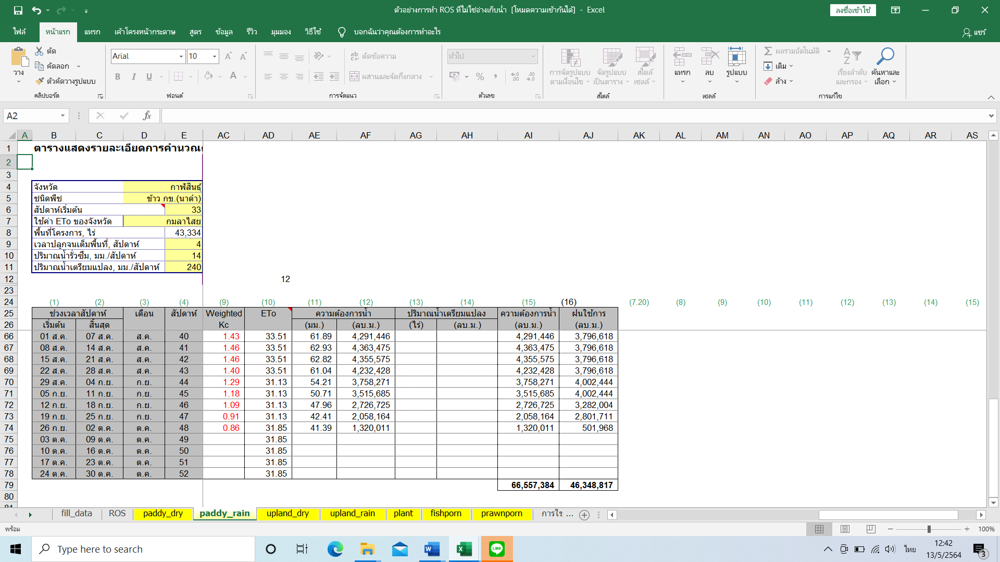 ตัวอย่างการทำ ROS ที่ไม่ใช่อ่างเก็บน้ำ [โหมดความเข้ากันได้] - Excel
ลงชื่อเข้าใช้
ไฟล์ หน้าแรก แทรก เค้าโครงหน้ากระดาษ สูตร ข้อมูล รีวิว มุมมอง วิธีใช้ บอกฉันว่าคุณต้องการทำอะไร แชร์
วาง ตัด คัดลอก ตัวคัดวางรูปแบบ
Arial 10
ตัดข้อความ
ผสานและจัดกึ่งกลาง
ทั่วไป
การจัดรูปแบบตามเงื่อนไข จัดรูปแบบเป็นตาราง สไตล์เซลล์
แทรก ลบ รูปแบบ
ผลรวมอัตโนมัติ เติม ล้าง
เรียงลำดับและกรอง ค้นหาและเลือก
คลิปบอร์ด ฟอนต์ การจัดแนว ตัวเลข สไตล์ เซลล์ การแก้ไข
A2 fx
A B C D E AC AD AE AF AG AH AI AJ AK AL AM AN AO AP AQ AR AS
1 ตารางแสดงรายละเอียดการคำนวณ
2
3
4 จังหวัด กาฬสินธุ์
5 ชนิดพืช ข้าว กข.(นาดำ)
6 สัปดาห์เริ่มต้น 33
7 ใช้ค่า ETo ของจังหวัด กมลาไสย
8 พื้นที่โครงการ, ไร่ 43,334
9 เวลาปลูกจนเต็มพื้นที่, สัปดาห์ 4
10 ปริมาณน้ำรั่วซึม, มม./สัปดาห์ 14
11 ปริมาณน้ำเตรียมแปลง, มม./สัปดาห์ 240
12 12
23
24 (1) (2) (3) (4) (9) (10) (11) (12) (13) (14) (15) (16) (7.20) (8) (9) (10) (11) (12) (13) (14) (15)
25 ช่วงเวลาสัปดาห์ เดือน สัปดาห์ Weighted ETo ความต้องการน้ำ ปริมาณน้ำเตรียมแปลง ความต้องการน้ำ ฝนใช้การ
26 เริ่มต้น สิ้นสุด Kc (มม.) (ลบ.ม.) (ไร่) (ลบ.ม.) (ลบ.ม.) (ลบ.ม.)
66 01 ส.ค. 07 ส.ค. ส.ค. 40 1.43 33.51 61.89 4,291,446 4,291,446 3,796,618
67 08 ส.ค. 14 ส.ค. ส.ค. 41 1.46 33.51 62.93 4,363,475 4,363,475 3,796,618
68 15 ส.ค. 21 ส.ค. ส.ค. 42 1.46 33.51 62.82 4,355,575 4,355,575 3,796,618
69 22 ส.ค. 28 ส.ค. ส.ค. 43 1.40 33.51 61.04 4,232,428 4,232,428 3,796,618
70 29 ส.ค. 04 ก.ย. ก.ย. 44 1.29 31.13 54.21 3,758,271 3,758,271 4,002,444
71 05 ก.ย. 11 ก.ย. ก.ย. 45 1.18 31.13 50.71 3,515,685 3,515,685 4,002,444
72 12 ก.ย. 18 ก.ย. ก.ย. 46 1.09 31.13 47.96 2,726,725 2,726,725 3,282,004
73 19 ก.ย. 25 ก.ย. ก.ย. 47 0.91 31.13 42.41 2,058,164 2,058,164 2,801,711
74 26 ก.ย. 02 ต.ค. ต.ค. 48 0.86 31.85 41.39 1,320,011 1,320,011 501,968
75 03 ต.ค. 09 ต.ค. ต.ค. 49 31.85
76 10 ต.ค. 16 ต.ค. ต.ค. 50 31.85
77 17 ต.ค. 23 ต.ค. ต.ค. 51 31.85
78 24 ต.ค. 30 ต.ค. ต.ค. 52 31.85
79 66,557,384 46,348,817
80
81
fill_data ROS paddy_dry paddy_rain upland_dry upland_rain plant fishporn prawnporn การใช ...
พร้อม 100%
Type here to search
LINE
ไทย
12:42
13/5/2564
3